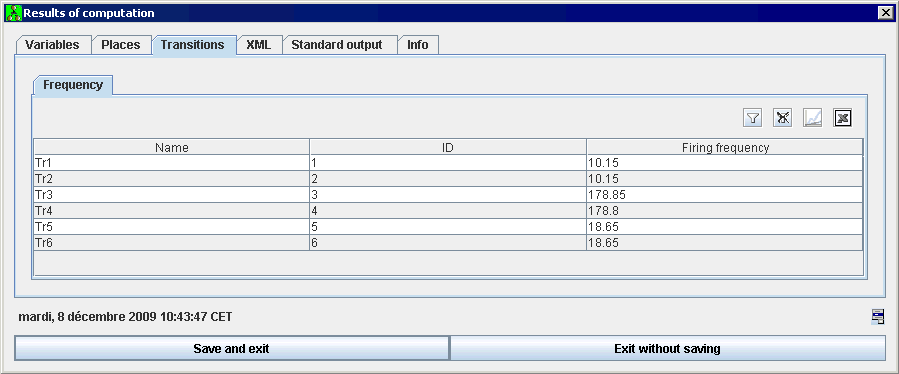 Results of computation
Variables Places Transitions XML Standard output Info
Frequency
Name ID Firing frequency
Tr1 1 10.15
Tr2 2 10.15
Tr3 3 178.85
Tr4 4 178.8
Tr5 5 18.65
Tr6 6 18.65
mardi, 8 décembre 2009 10:43:47 CET
Save and exit Exit without saving